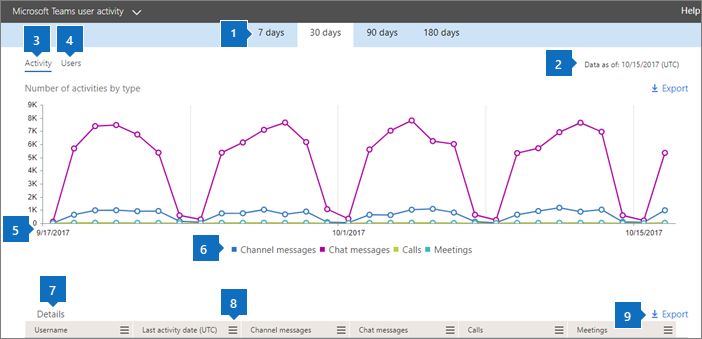 Microsoft Teams user activity
Help
1
7 days
30 days
90 days
180 days
3
4
Activity
Users
2
Data as of: 10/15/2017 (UTC)
Number of activities by type
Export
9K
8K
7K
6K
5K
4K
3K
2K
1K
0
5
9/17/2017
10/1/2017
10/15/2017
6
Channel messages
Chat messages
Calls
Meetings
7
Details
8
9
Export
Username
Last activity date (UTC)
Channel messages
Chat messages
Calls
Meetings